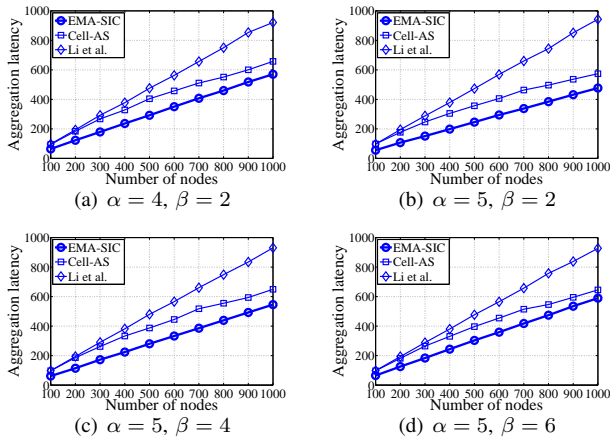 1000
800
600
400
200
0
Aggregation latency
EMA-SIC
Cell-AS
Li et al.
100 200 300 400 500 600 700 800 900 1000
Number of nodes
(a) α = 4, β = 2
1000
800
600
400
200
0
Aggregation latency
EMA-SIC
Cell-AS
Li et al.
100 200 300 400 500 600 700 800 900 1000
Number of nodes
(b) α = 5, β = 2
1000
800
600
400
200
0
Aggregation latency
EMA-SIC
Cell-AS
Li et al.
100 200 300 400 500 600 700 800 900 1000
Number of nodes
(c) α = 5, β = 4
1000
800
600
400
200
0
Aggregation latency
EMA-SIC
Cell-AS
Li et al.
100 200 300 400 500 600 700 800 900 1000
Number of nodes
(d) α = 5, β = 6